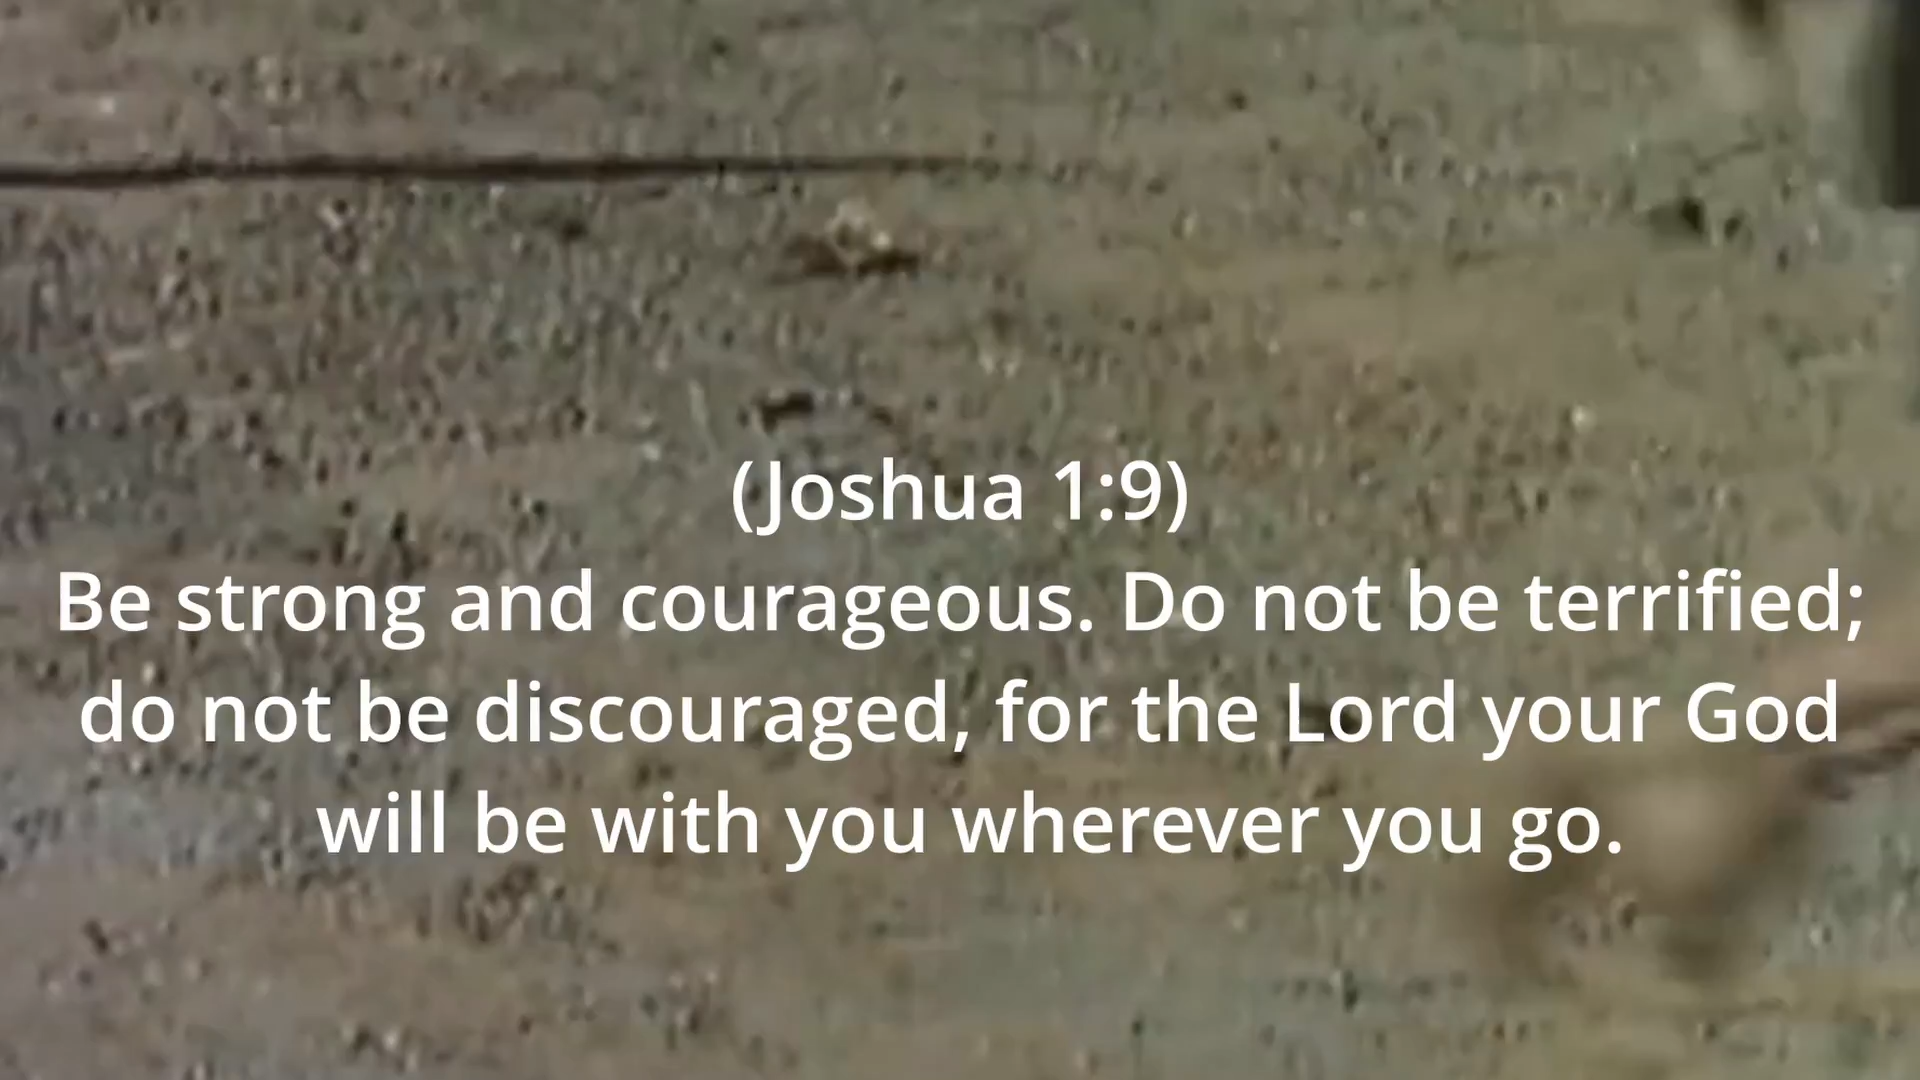 (Joshua 1:9)
Be strong and courageous. Do not be terrified;
do not be discouraged, for the Lord your God
will be with you wherever you go.